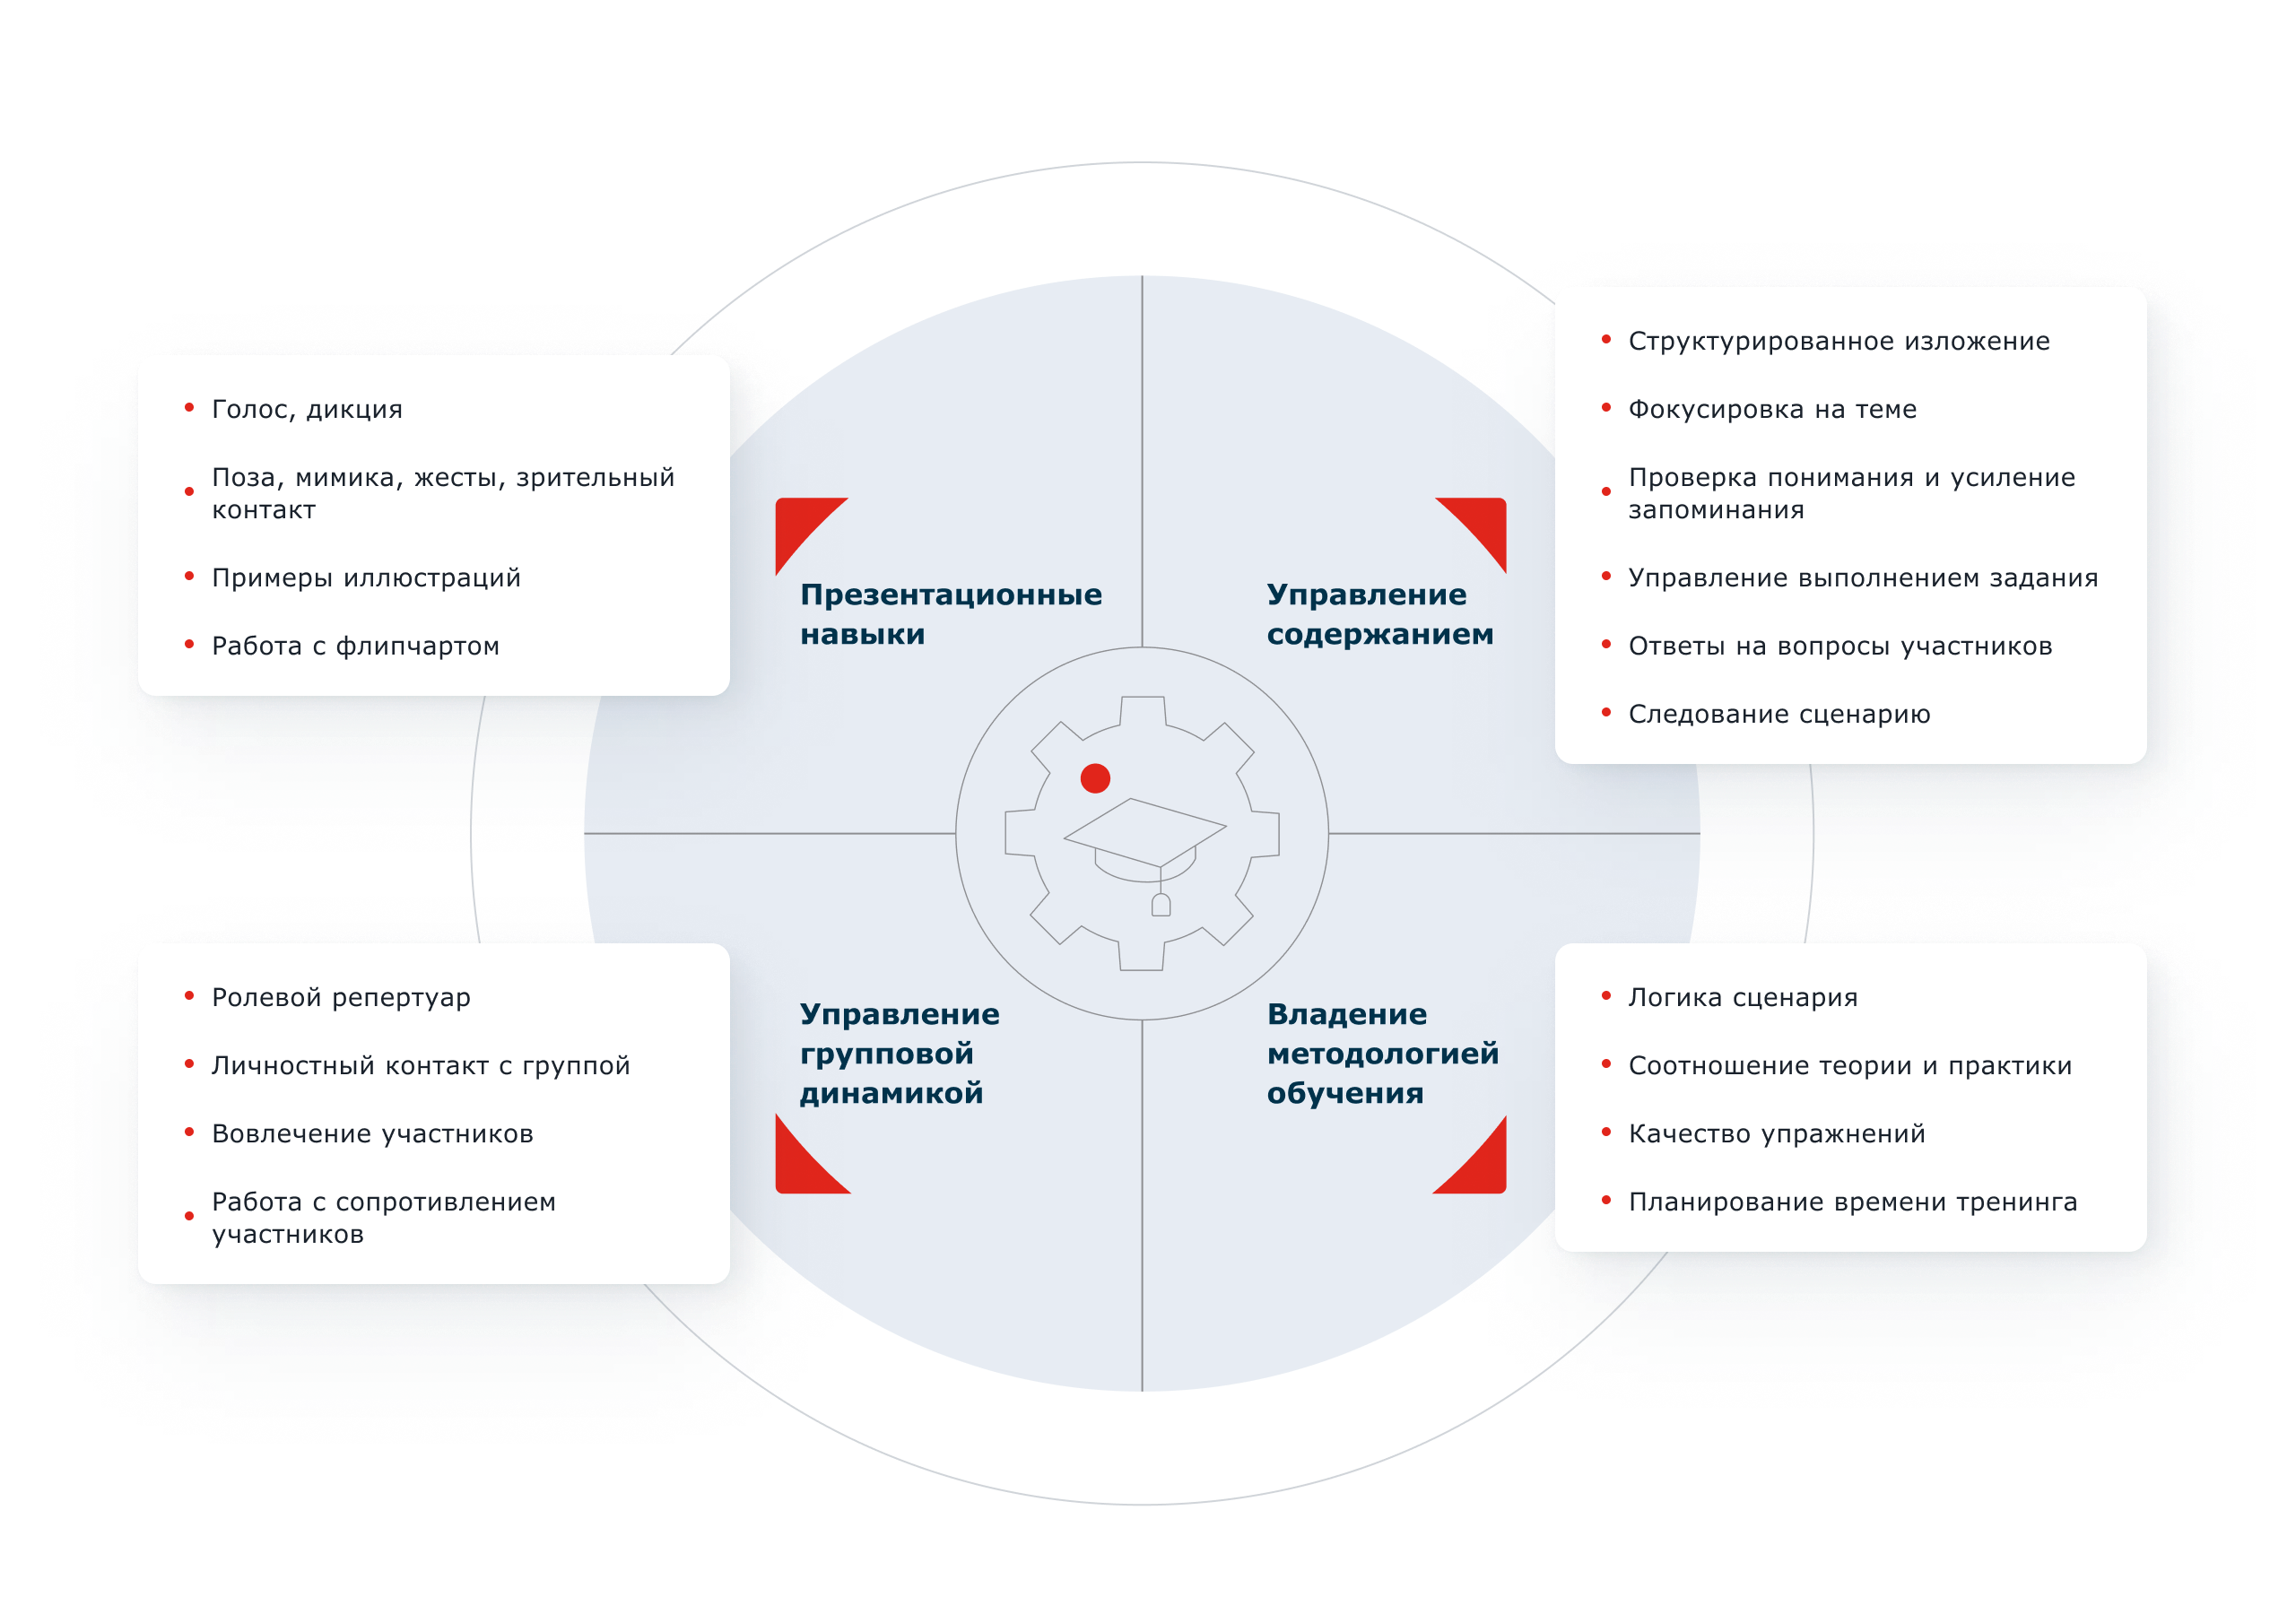 Голос, дикция
Поза, мимика, жесты, зрительный
контакт
Примеры иллюстраций
Работа с флипчартом
Презентационные
навыки
Управление
содержанием
Структурированное изложение
Фокусировка на теме
Проверка понимания и усиление
запоминания
Управление выполнением задания
Ответы на вопросы участников
Следование сценарию
Ролевой репертуар
Личностный контакт с группой
Вовлечение участников
Работа с сопротивлением
участников
Управление
групповой
динамикой
Владение
методологией
обучения
Логика сценария
Соотношение теории и практики
Качество упражнений
Планирование времени тренинга